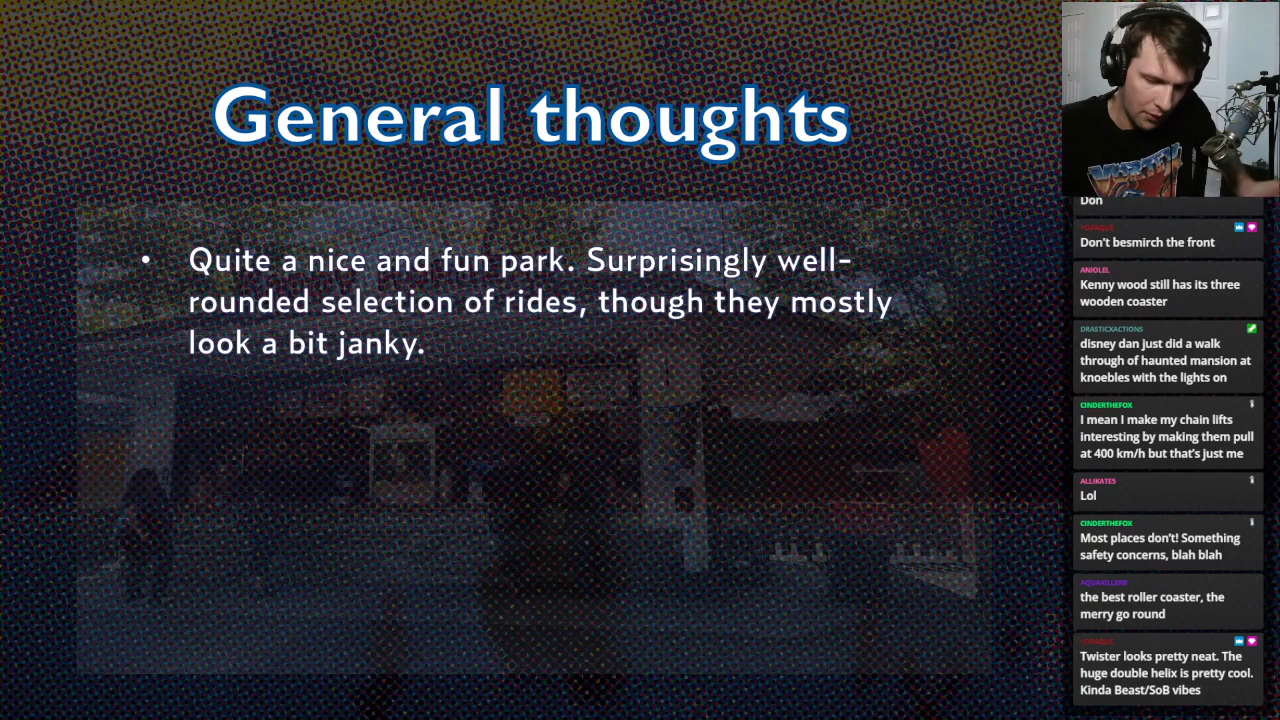 General thoughts
• Quite a nice and fun park. Surprisingly well-
rounded selection of rides, though they mostly
look a bit janky.
VORTEX
Don
YOPAQUE
Don't besmirch the front
ANIOLEL
Kenny wood still has its three
wooden coaster
DRASTICXACTIONS
disney dan just did a walk
through of haunted mansion at
knoebles with the lights on
CINDERTHEFOX
I mean I make my chain lifts
interesting by making them pull
at 400 km/h but that's just me
ALLIKATES
Lol
CINDERTHEFOX
Most places don't! Something
safety concerns, blah blah
AQUAKILLER8
the best roller coaster, the
merry go round
YOPAQUE
Twister looks pretty neat. The
huge double helix is pretty cool.
Kinda Beast/SoB vibes